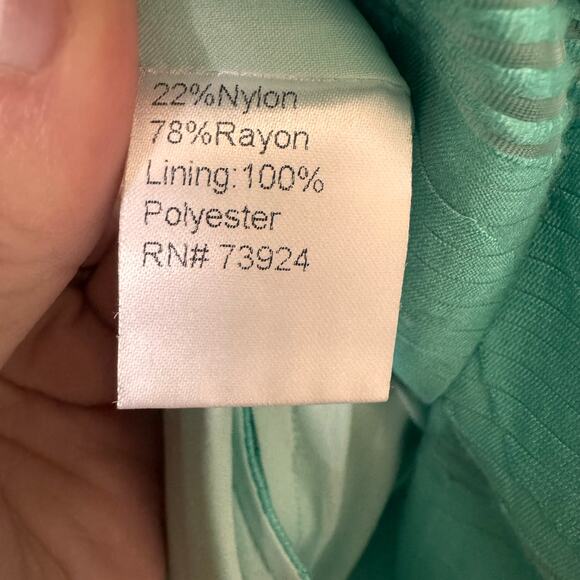 22%Nylon
78%Rayon
Lining:100%
Polyester
RN# 73924